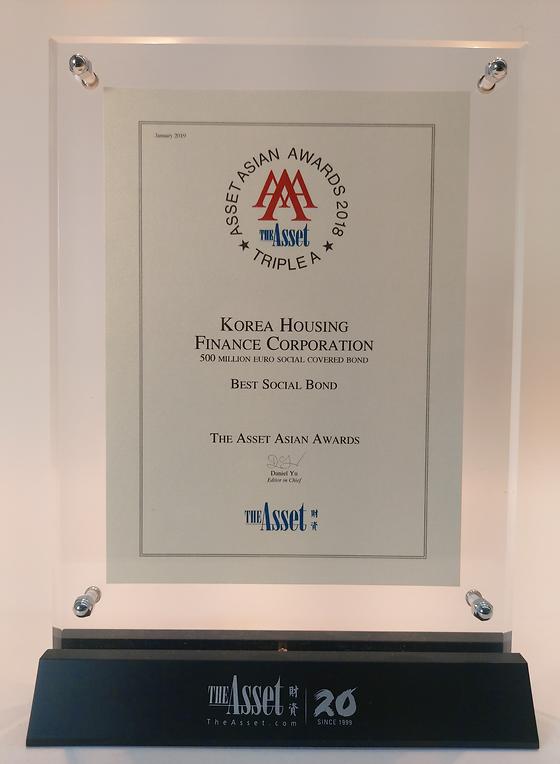 January 2019
ASSET ASIAN AWARDS 2018
AAA
THE Asset
★ TRIPLE A ★
KOREA HOUSING
FINANCE CORPORATION
500 MILLION EURO SOCIAL COVERED BOND
BEST SOCIAL BOND
THE ASSET ASIAN AWARDS
Daniel Yu
Editor in Chief
THE Asset 財資
THE Asset 財資 20
TheAsset.com SINCE 1999